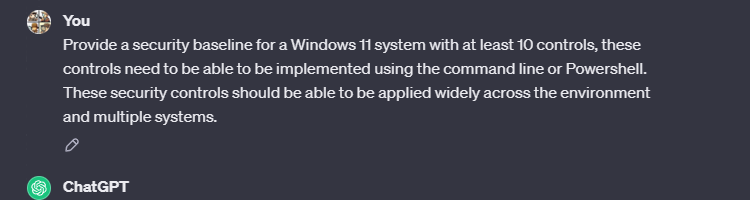 You
Provide a security baseline for a Windows 11 system with at least 10 controls, these
controls need to be able to be implemented using the command line or Powershell.
These security controls should be able to be applied widely across the environment
and multiple systems.
ChatGPT